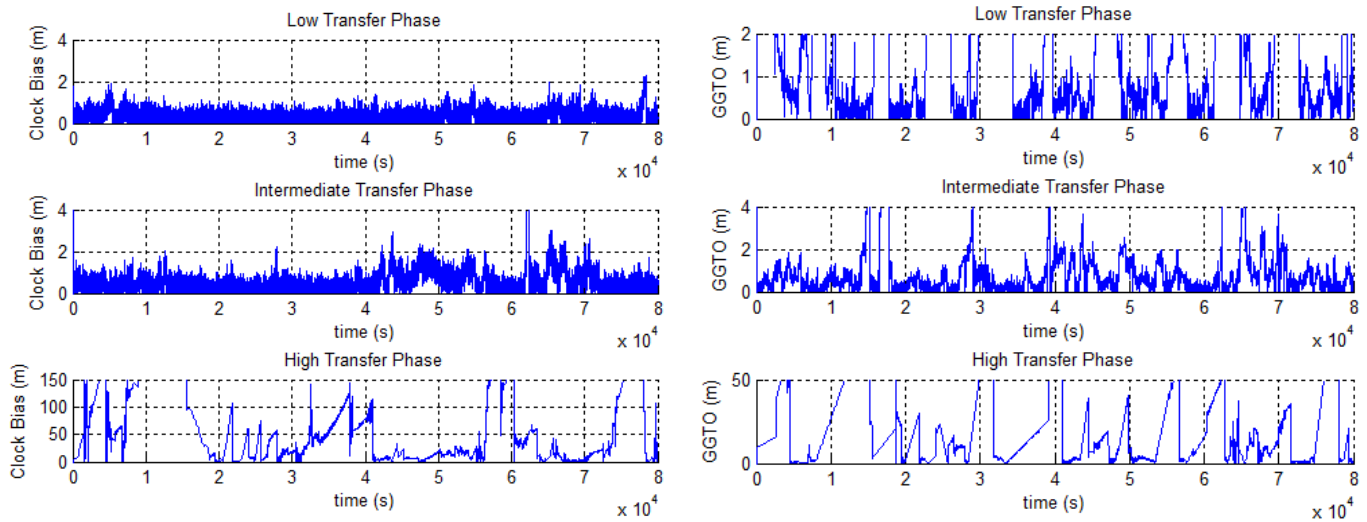 Low Transfer Phase
Clock Bias (m)
4
2
0
0 1 2 3 4 5 6 7 8
time (s)
x 10^4
Intermediate Transfer Phase
Clock Bias (m)
4
2
0
0 1 2 3 4 5 6 7 8
time (s)
x 10^4
High Transfer Phase
Clock Bias (m)
150
100
50
0
0 1 2 3 4 5 6 7 8
time (s)
x 10^4
Low Transfer Phase
GGTO (m)
2
1
0
0 1 2 3 4 5 6 7 8
time (s)
x 10^4
Intermediate Transfer Phase
GGTO (m)
4
2
0
0 1 2 3 4 5 6 7 8
time (s)
x 10^4
High Transfer Phase
GGTO (m)
50
0
0 1 2 3 4 5 6 7 8
time (s)
x 10^4